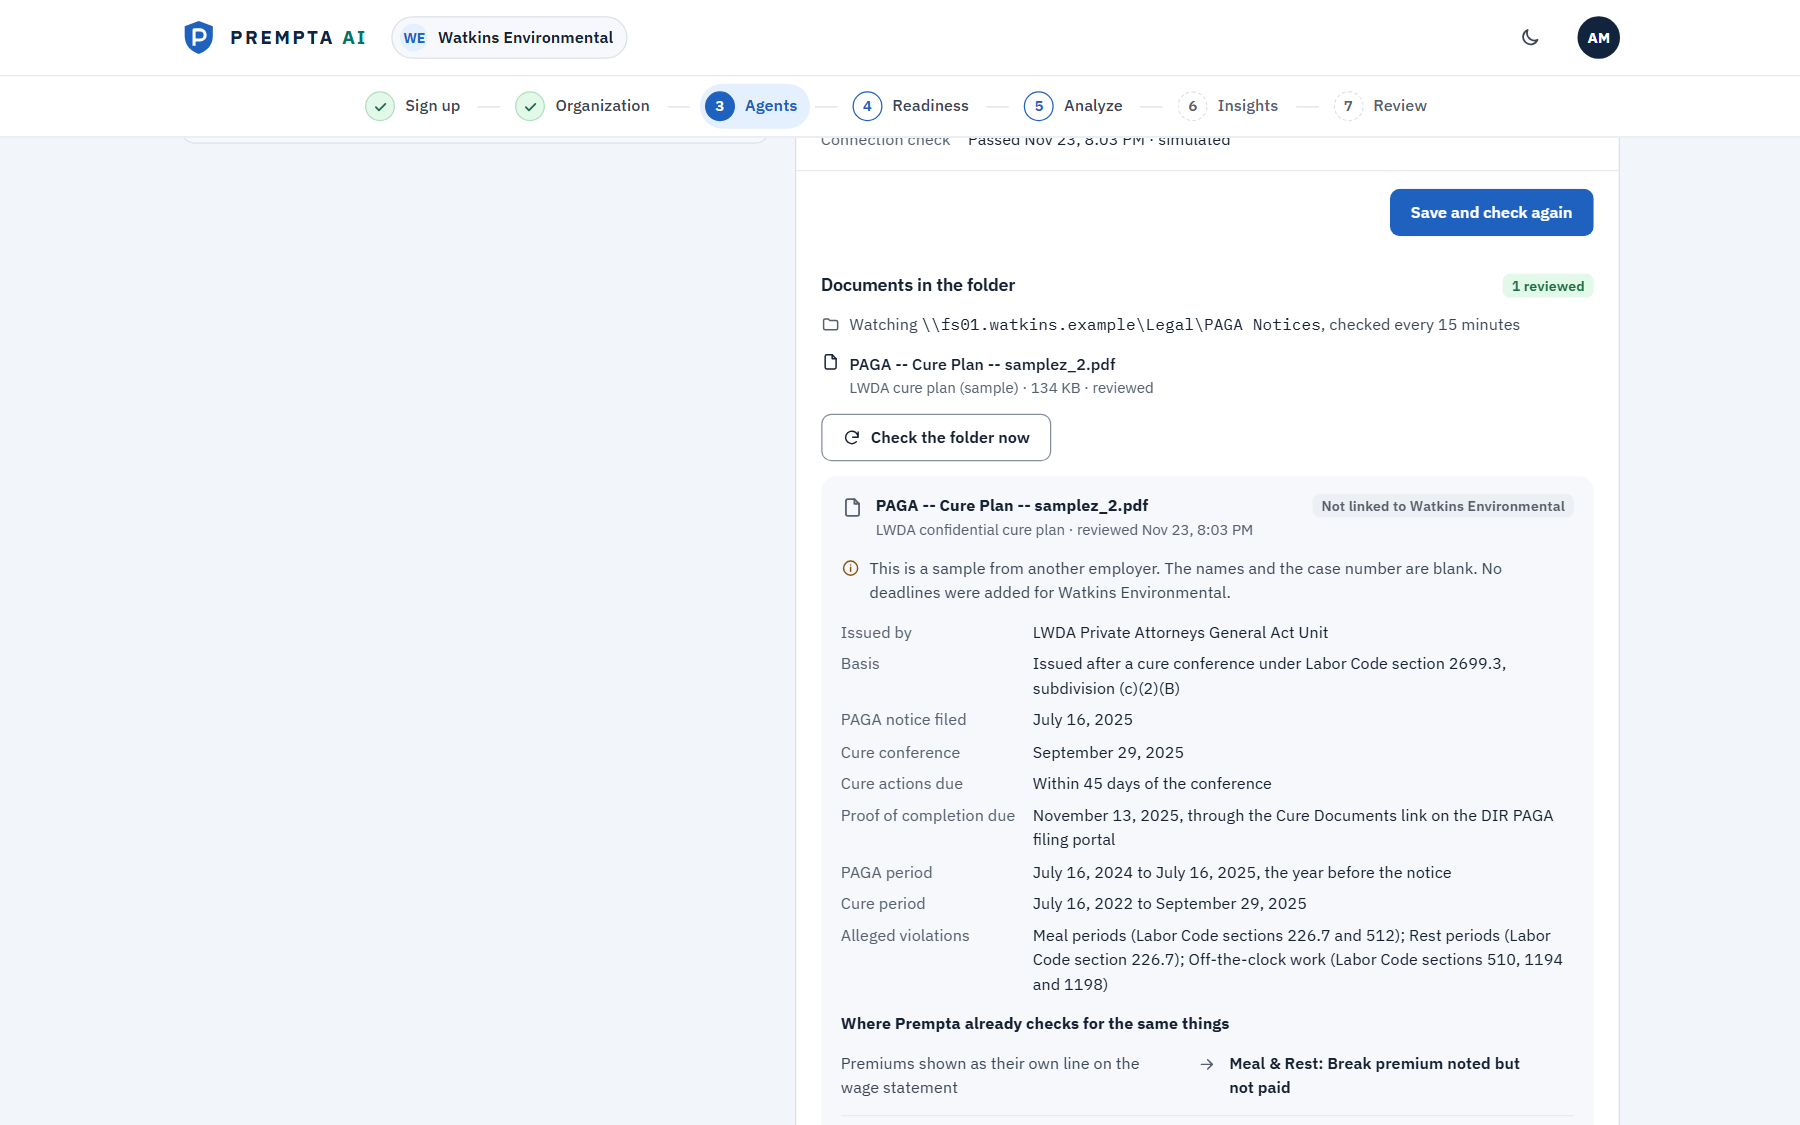 PREMPTA AI
WE Watkins Environmental
AM
Sign up
Organization
3 Agents
4 Readiness
5 Analyze
6 Insights
7 Review
Connection check Passed Nov 23, 8:03 PM · simulated
Save and check again
Documents in the folder
1 reviewed
Watching \\fs01.watkins.example\Legal\PAGA Notices, checked every 15 minutes
PAGA -- Cure Plan -- samplez_2.pdf
LWDA cure plan (sample) · 134 KB · reviewed
Check the folder now
PAGA -- Cure Plan -- samplez_2.pdf
Not linked to Watkins Environmental
LWDA confidential cure plan · reviewed Nov 23, 8:03 PM
This is a sample from another employer. The names and the case number are blank. No
deadlines were added for Watkins Environmental.
Issued by LWDA Private Attorneys General Act Unit
Basis Issued after a cure conference under Labor Code section 2699.3,
subdivision (c)(2)(B)
PAGA notice filed July 16, 2025
Cure conference September 29, 2025
Cure actions due Within 45 days of the conference
Proof of completion due November 13, 2025, through the Cure Documents link on the DIR PAGA
filing portal
PAGA period July 16, 2024 to July 16, 2025, the year before the notice
Cure period July 16, 2022 to September 29, 2025
Alleged violations Meal periods (Labor Code sections 226.7 and 512); Rest periods (Labor
Code section 226.7); Off-the-clock work (Labor Code sections 510, 1194
and 1198)
Where Prempta already checks for the same things
Premiums shown as their own line on the
wage statement
→ Meal & Rest: Break premium noted but
not paid